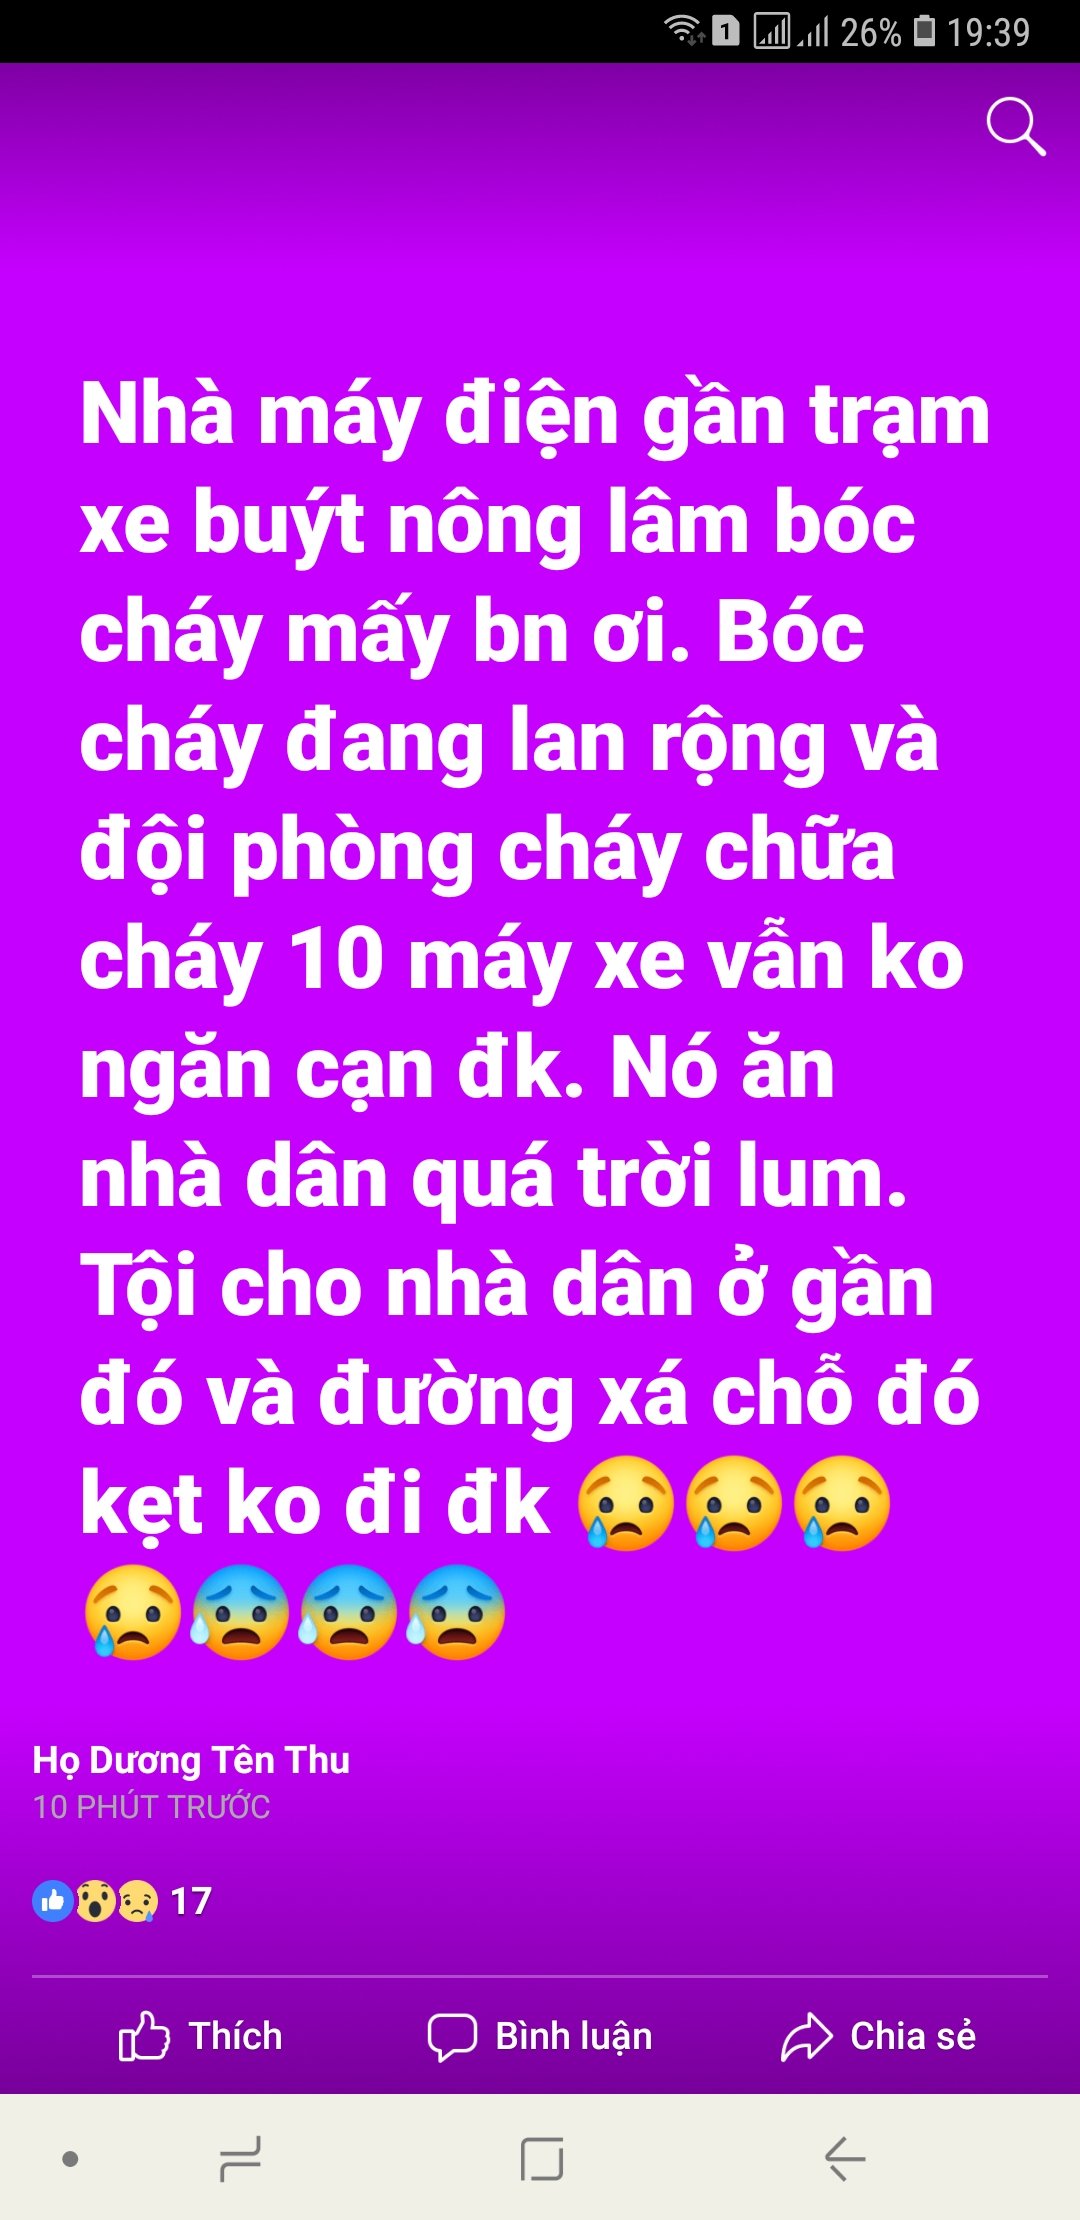 1 26% 19:39
Nhà máy điện gần trạm
xe buýt nông lâm bóc
cháy mấy bn ơi. Bóc
cháy đang lan rộng và
đội phòng cháy chữa
cháy 10 máy xe vẫn ko
ngăn cạn đk. Nó ăn
nhà dân quá trời lum.
Tội cho nhà dân ở gần
đó và đường xá chỗ đó
kẹt ko đi đk 😢😢😢
😢😰😰😰
Họ Dương Tên Thu
10 PHÚT TRƯỚC
17
Thích Bình luận Chia sẻ